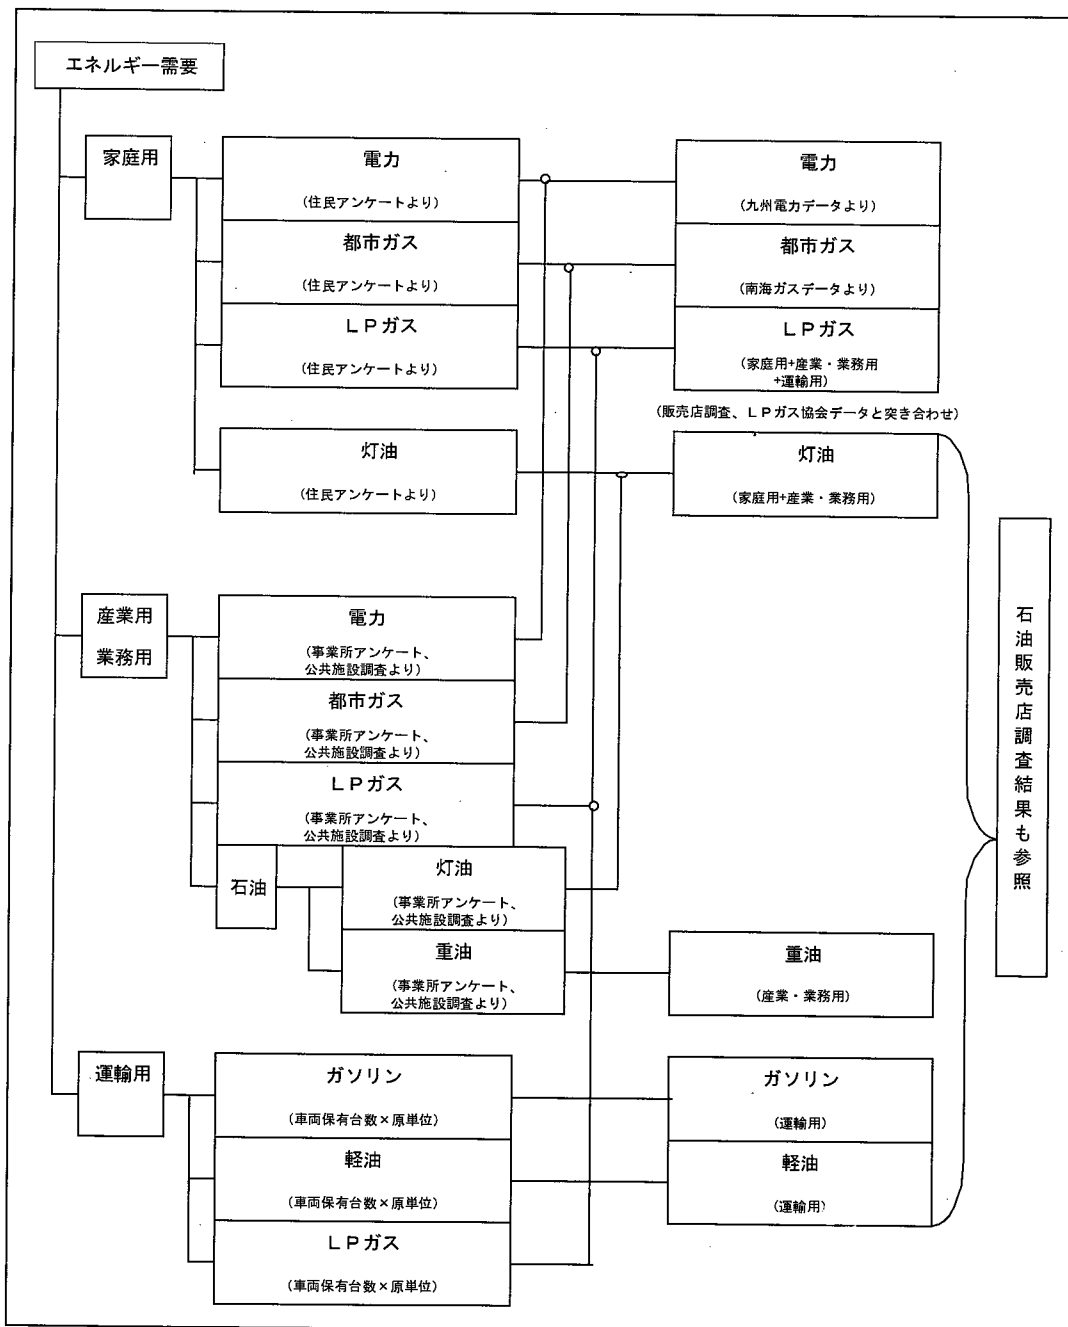 エネルギー需要
家庭用
電力
(住民アンケートより)
都市ガス
(住民アンケートより)
LPガス
(住民アンケートより)
灯油
(住民アンケートより)
電力
(九州電力データより)
都市ガス
(南海ガスデータより)
LPガス
(家庭用+産業・業務用
+運輸用)
(販売店調査、LPガス協会データと突き合わせ)
灯油
(家庭用+産業・業務用)
産業用
業務用
電力
(事業所アンケート、
公共施設調査より)
都市ガス
(事業所アンケート、
公共施設調査より)
LPガス
(事業所アンケート、
公共施設調査より)
石油
灯油
(事業所アンケート、
公共施設調査より)
重油
(事業所アンケート、
公共施設調査より)
重油
(産業・業務用)
運輸用
ガソリン
(車両保有台数×原単位)
軽油
(車両保有台数×原単位)
LPガス
(車両保有台数×原単位)
ガソリン
(運輸用)
軽油
(運輸用)
石油販売店調査結果も参照